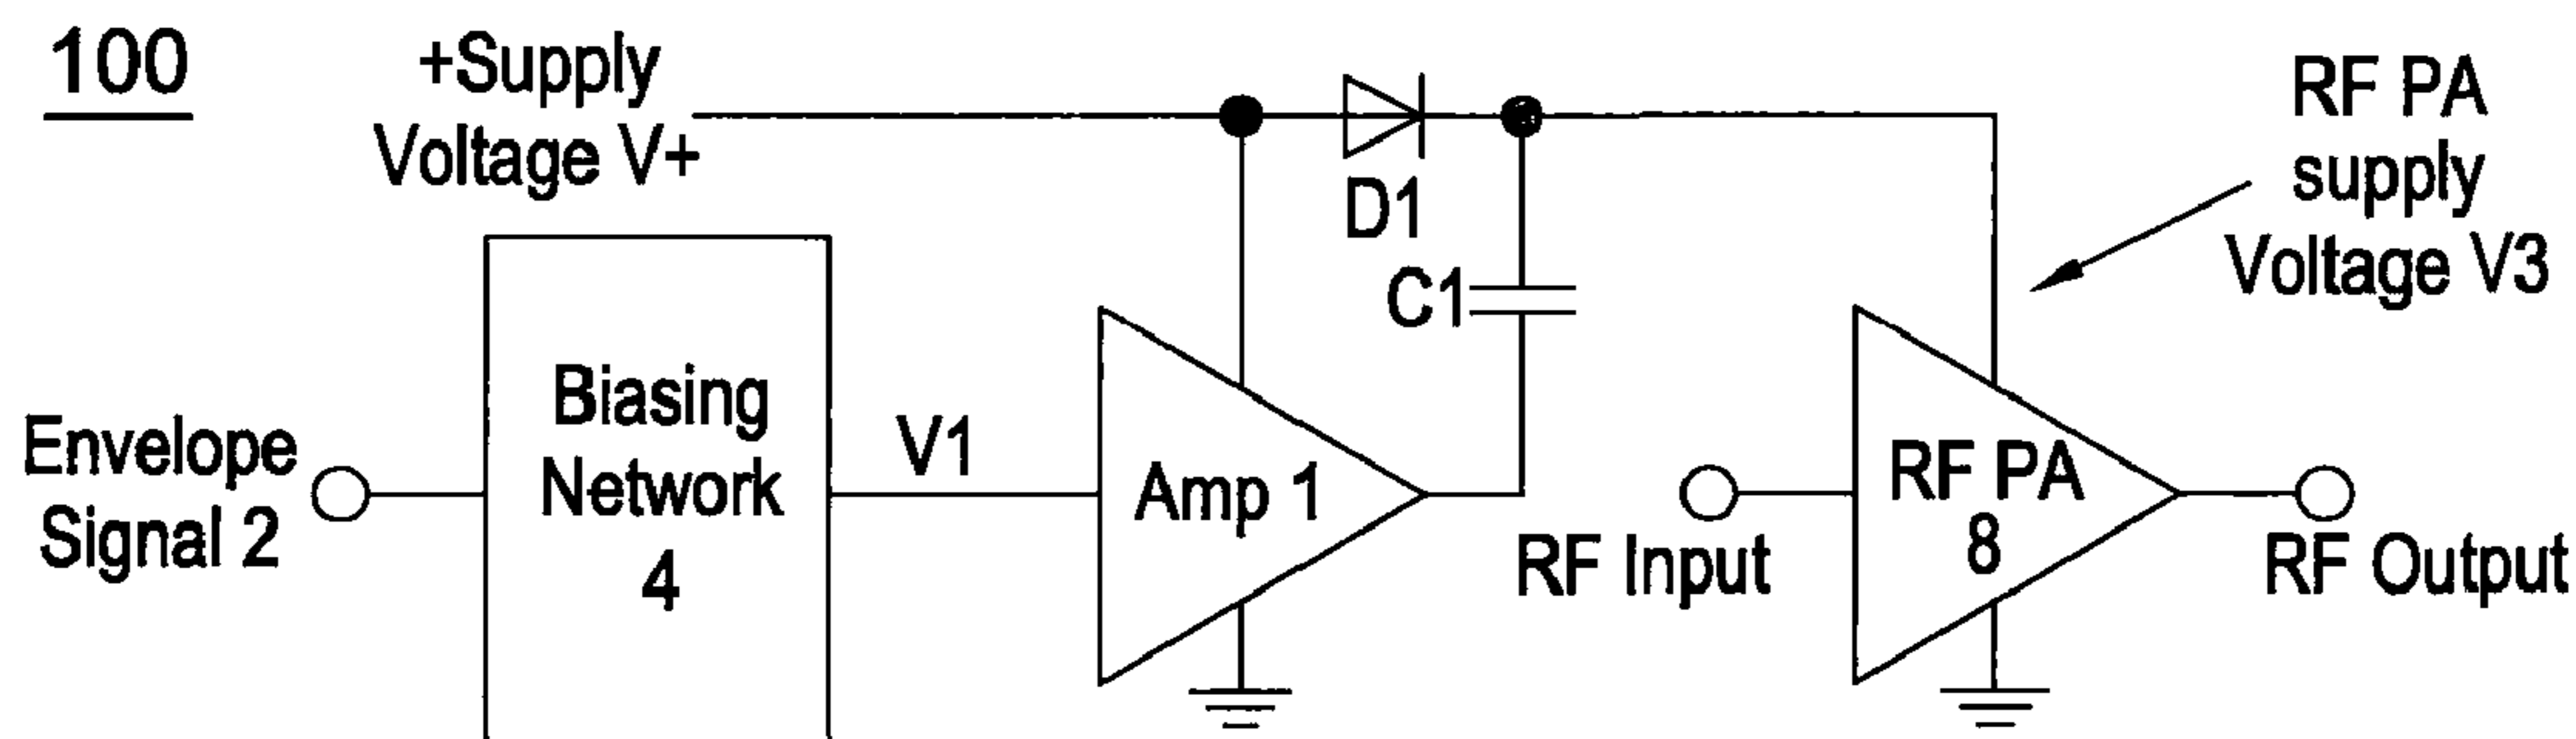 100
+Supply
Voltage V+
D1
C1
RF PA
supply
Voltage V3
Envelope
Signal 2
Biasing
Network
4
V1
Amp 1
RF Input
RF PA
8
RF Output